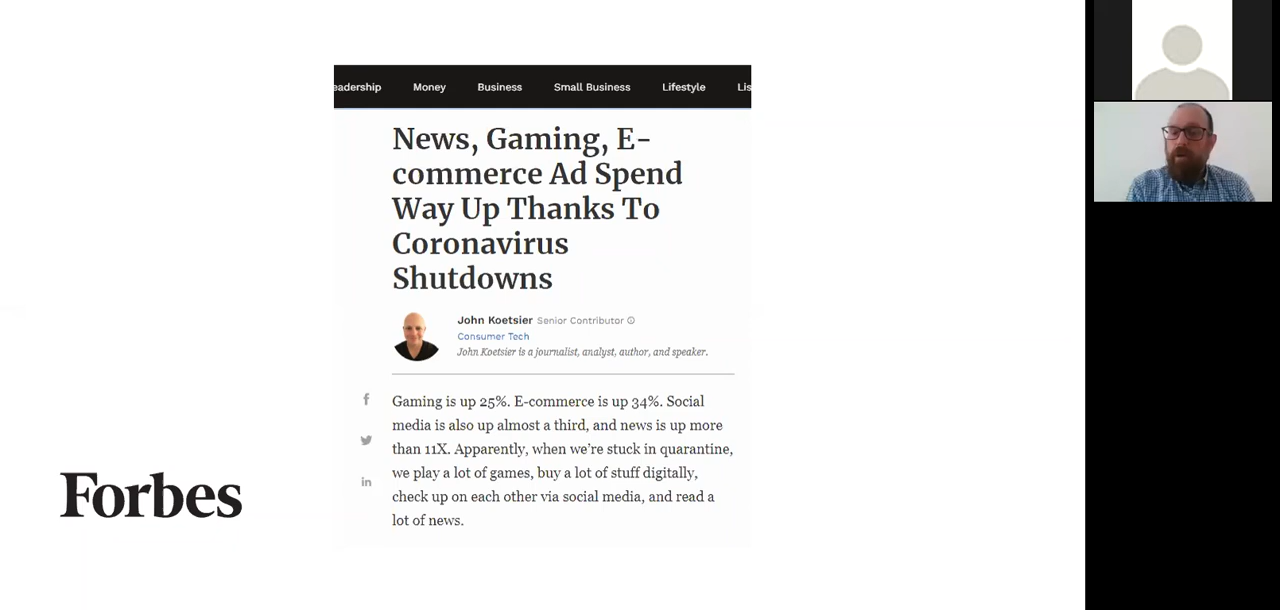 eadership Money Business Small Business Lifestyle Lis
News, Gaming, E-
commerce Ad Spend
Way Up Thanks To
Coronavirus
Shutdowns
John Koetsier Senior Contributor
Consumer Tech
John Koetsier is a journalist, analyst, author, and speaker.
Gaming is up 25%. E-commerce is up 34%. Social
media is also up almost a third, and news is up more
than 11X. Apparently, when we’re stuck in quarantine,
we play a lot of games, buy a lot of stuff digitally,
check up on each other via social media, and read a
lot of news.
Forbes